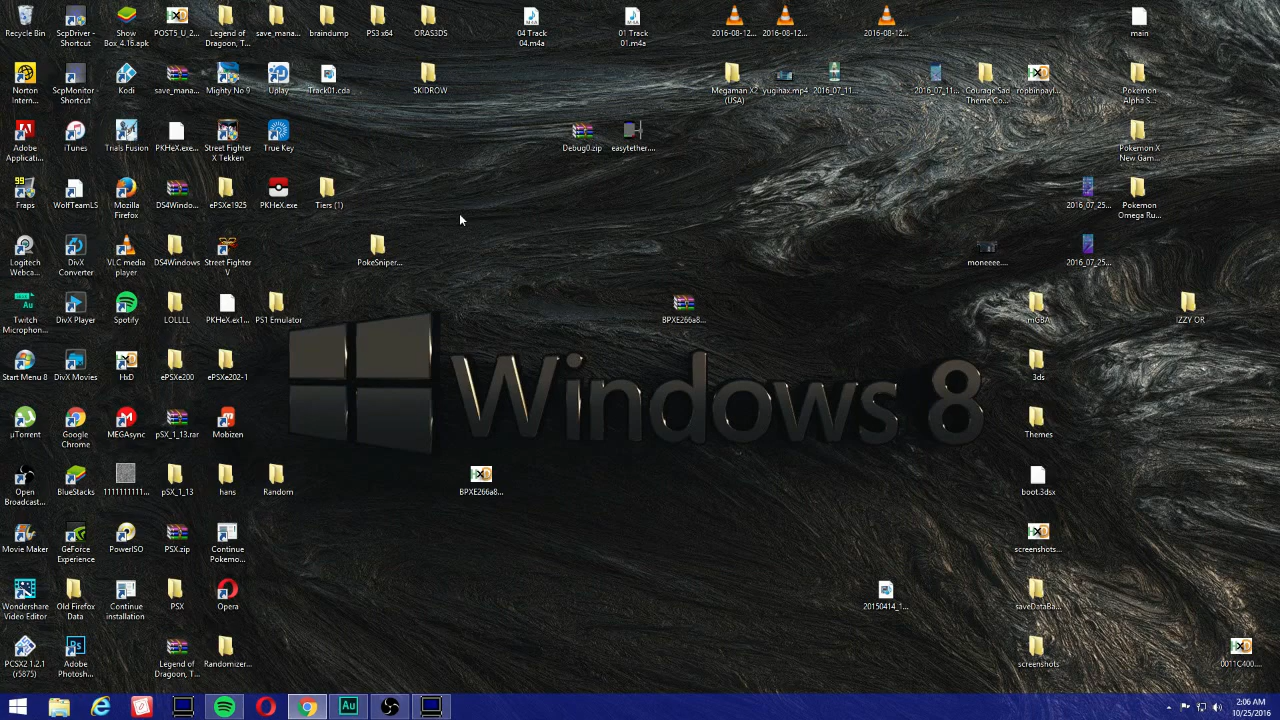 Recycle Bin
ScpDriver -
Shortcut
Show
Box_4.16.apk
POST5_U_2...
Legend of
Dragoon, T...
save_mana...
braindump
PS3 x64
ORAS3DS
04 Track
04.m4a
01 Track
01.m4a
2016-08-12...
2016-08-12...
2016-08-12...
main
Norton
Intern...
ScpMonitor -
Shortcut
Kodi
save_mana...
Mighty No 9
Uplay
Track01.cda
SKIDROW
Megaman X2
(USA)
yuginax.mp4
2016_07_11...
2016_07_11...
Courage Sad
Theme Co...
ropbinpayl...
Pokemon
Alpha S...
Adobe
Applicati...
iTunes
Trials Fusion
PKHeX.exe...
Street Fighter
X Tekken
True Key
Debug0.zip
easytether....
Pokemon X
New Gam...
99
Fraps
WolfTeamLS
Mozilla
Firefox
DS4Windo...
ePSXe1925
PKHeX.exe
Tiers (1)
2016_07_25...
Pokemon
Omega Ru...
Logitech
Webca...
DivX
Converter
VLC media
player
DS4Windows
Street Fighter
V
PokeSniper...
moneeee....
2016_07_25...
Au
Twitch
Microphon...
DivX Player
Spotify
LOLLLL
PKHeX.ex1...
PS1 Emulator
BPXE266a8...
mGBA
IZZY OR
Start Menu 8
DivX Movies
HxD
ePSXe200
ePSXe202-1
3ds
Windows 8
µTorrent
Google
Chrome
MEGAsync
pSX_1_13.rar
Mobizen
Themes
Open
Broadcast...
BlueStacks
1111111111...
pSX_1_13
hans
Random
BPXE266a8...
boot.3dsx
Movie Maker
GeForce
Experience
PowerISO
PSX.zip
Continue
Pokemo...
screenshots...
Wondershare
Video Editor
Old Firefox
Data
Continue
installation
PSX
Opera
20150414_1...
saveDataBa...
PCSX2 1.2.1
(r5875)
Ps
Adobe
Photosh...
Legend of
Dragoon, T...
Randomizer...
screenshots
0011C400....
Au
2:06 AM
10/25/2016